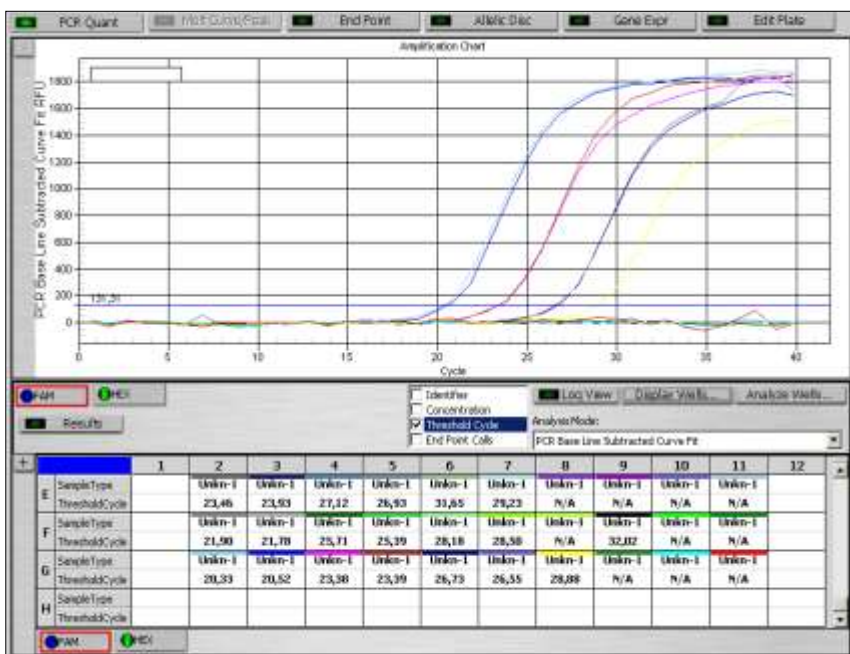 PCR Quant Melt Curve/Peak End Point Allelic Disc Gene Expr Edit Plate
Amplification Chart
PCR Base Line Subtracted Curve Fit RFU
1800
1600
1400
1200
1000
800
600
400
200
0
131,31
0 5 10 15 20 25 30 35 40
Cycle
FAM HEX
Results
Identifier
Concentration
Threshold Cycle
End Point Calls
Log View Display Wells... Analyze Wells...
Analysis Mode:
PCR Base Line Subtracted Curve Fit
1 2 3 4 5 6 7 8 9 10 11 12
E SampleType Unkn-1 Unkn-1 Unkn-1 Unkn-1 Unkn-1 Unkn-1 Unkn-1 Unkn-1 Unkn-1 Unkn-1
ThresholdCycle 23,46 23,93 27,12 26,93 31,65 29,23 N/A N/A N/A N/A
F SampleType Unkn-1 Unkn-1 Unkn-1 Unkn-1 Unkn-1 Unkn-1 Unkn-1 Unkn-1 Unkn-1 Unkn-1
ThresholdCycle 21,90 21,78 25,71 25,39 28,18 28,50 N/A 32,02 N/A N/A
G SampleType Unkn-1 Unkn-1 Unkn-1 Unkn-1 Unkn-1 Unkn-1 Unkn-1 Unkn-1 Unkn-1 Unkn-1
ThresholdCycle 20,33 20,52 23,38 23,39 26,73 26,55 28,88 N/A N/A N/A
H SampleType
ThresholdCycle
FAM HEX